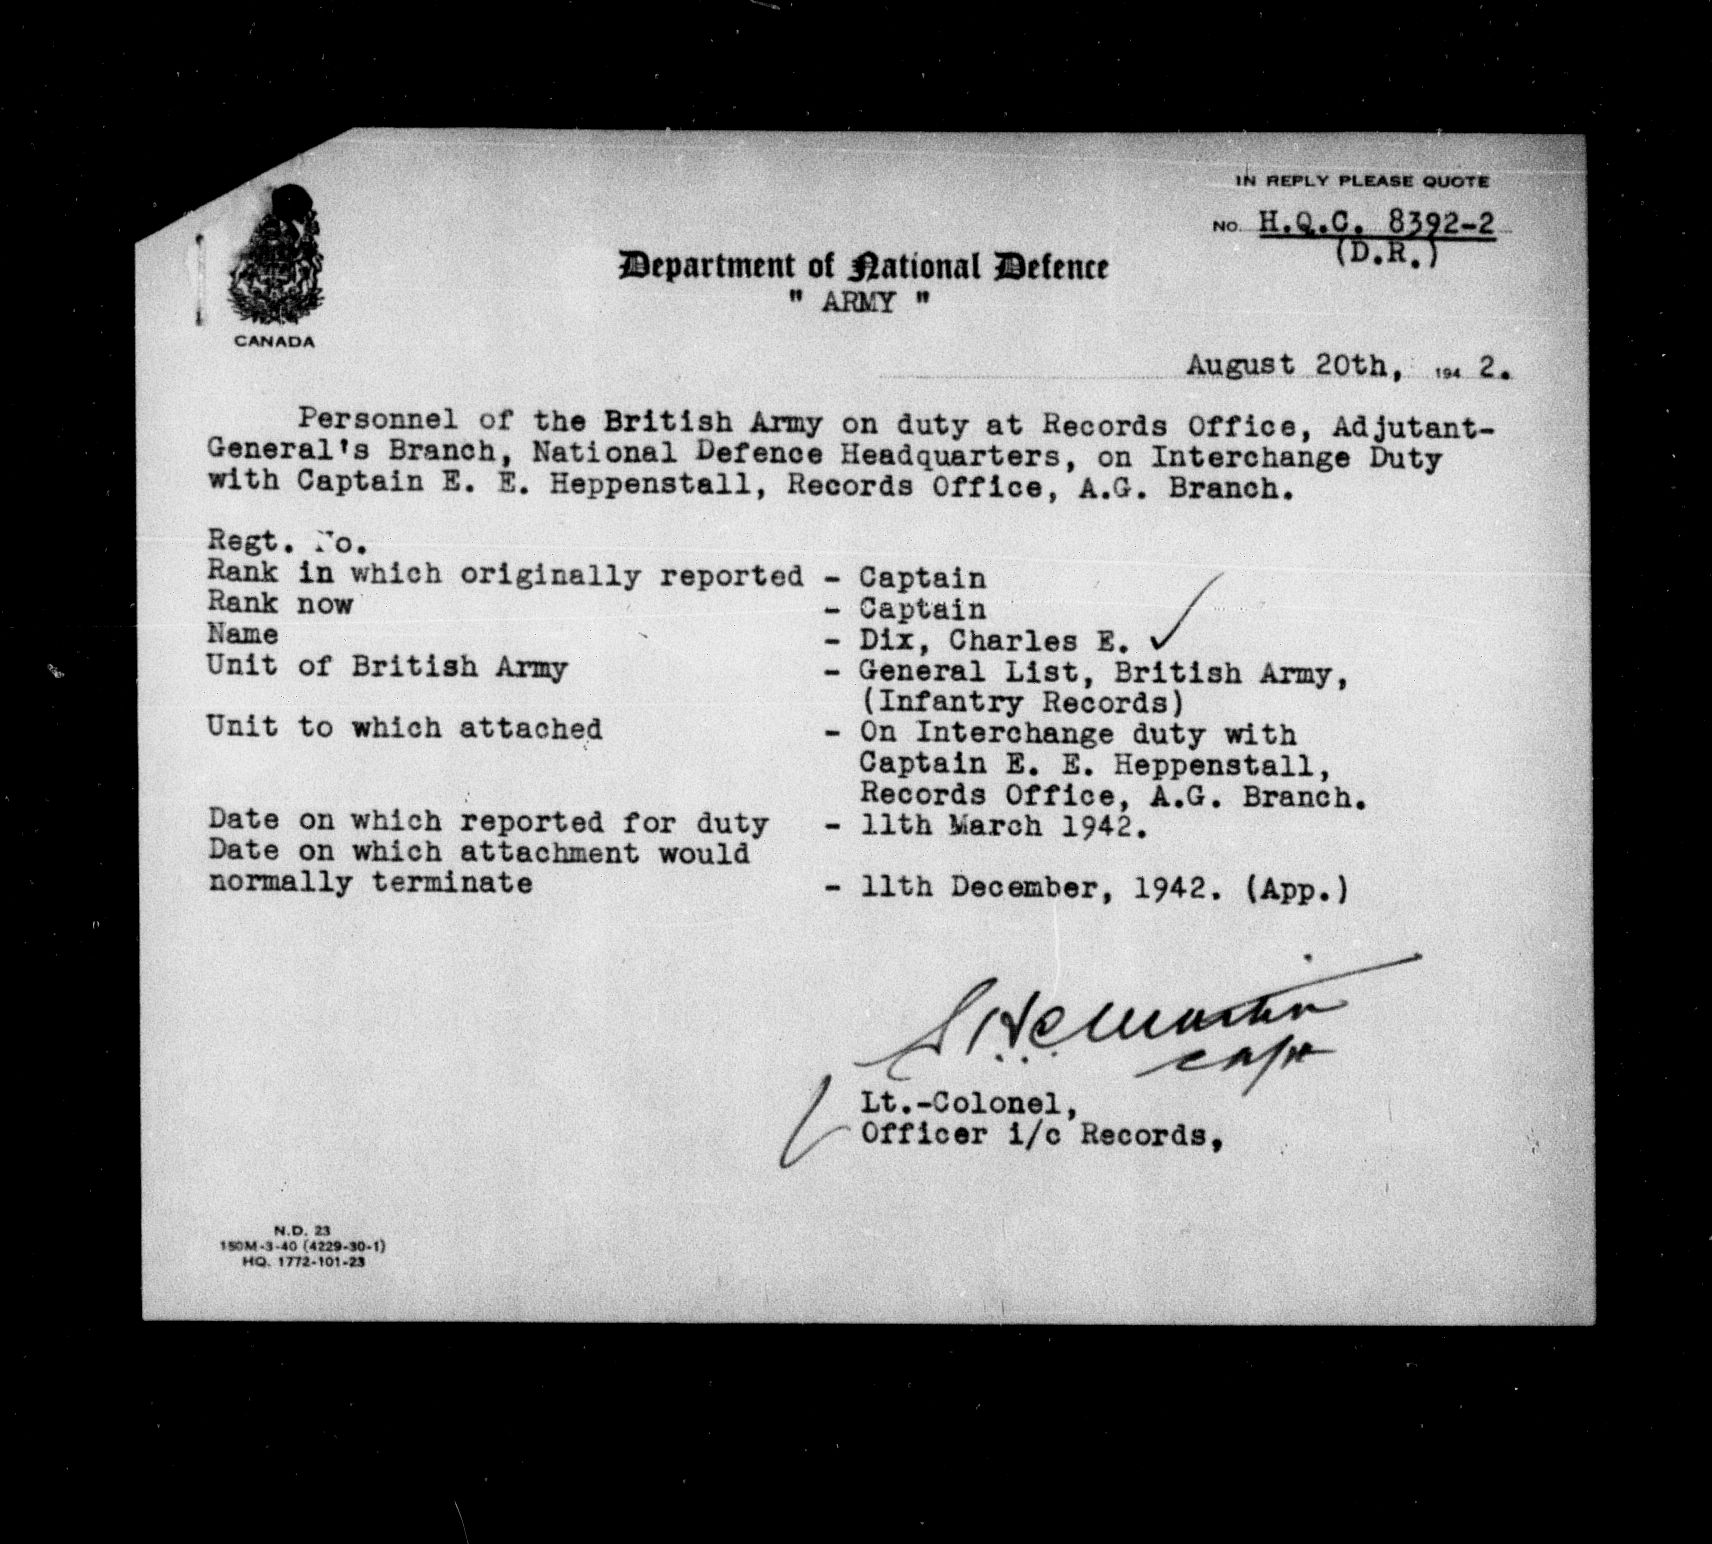 IN REPLY PLEASE QUOTE
NO. H.Q.C. 8392-2
(D.R.)
Department of National Defence
" ARMY "
CANADA
August 20th, 194 2.
Personnel of the British Army on duty at Records Office, Adjutant-
General's Branch, National Defence Headquarters, on Interchange Duty
with Captain E. E. Heppenstall, Records Office, A.G. Branch.
Regt. No.
Rank in which originally reported - Captain
Rank now - Captain
Name - Dix, Charles E.
Unit of British Army - General List, British Army,
(Infantry Records)
Unit to which attached - On Interchange duty with
Captain E. E. Heppenstall,
Records Office, A.G. Branch.
Date on which reported for duty - 11th March 1942.
Date on which attachment would
normally terminate - 11th December, 1942. (App.)
Capt
Lt.-Colonel,
Officer i/c Records,
N.D. 23
150M-3-40 (4229-30-1)
HQ. 1772-101-23